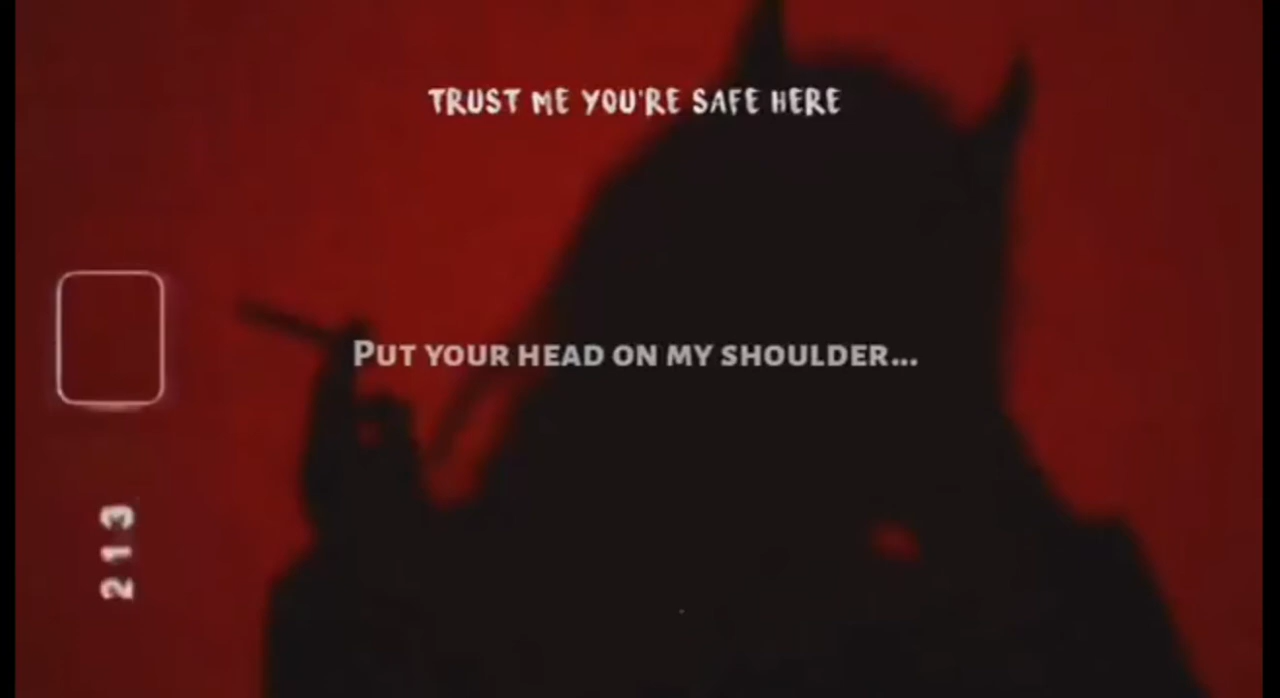 TRUST ME YOU'RE SAFE HERE
PUT YOUR HEAD ON MY SHOULDER...
213